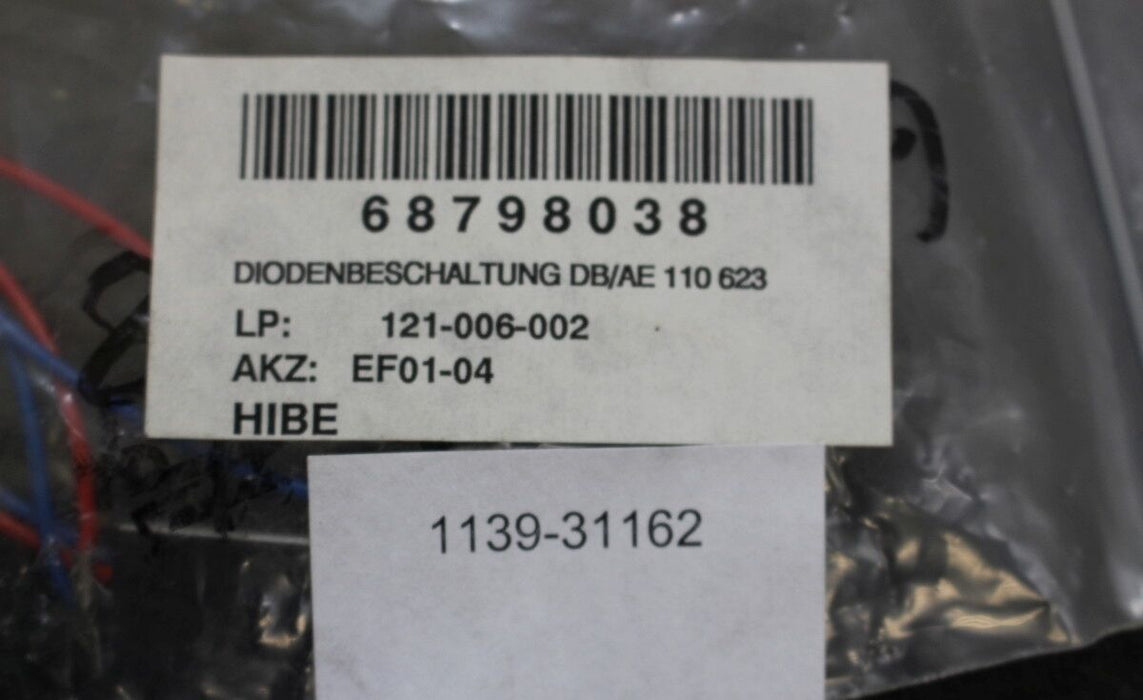 68798038
DIODENBESCHALTUNG DB/AE 110 623
LP: 121-006-002
AKZ: EF01-04
HIBE
1139-31162